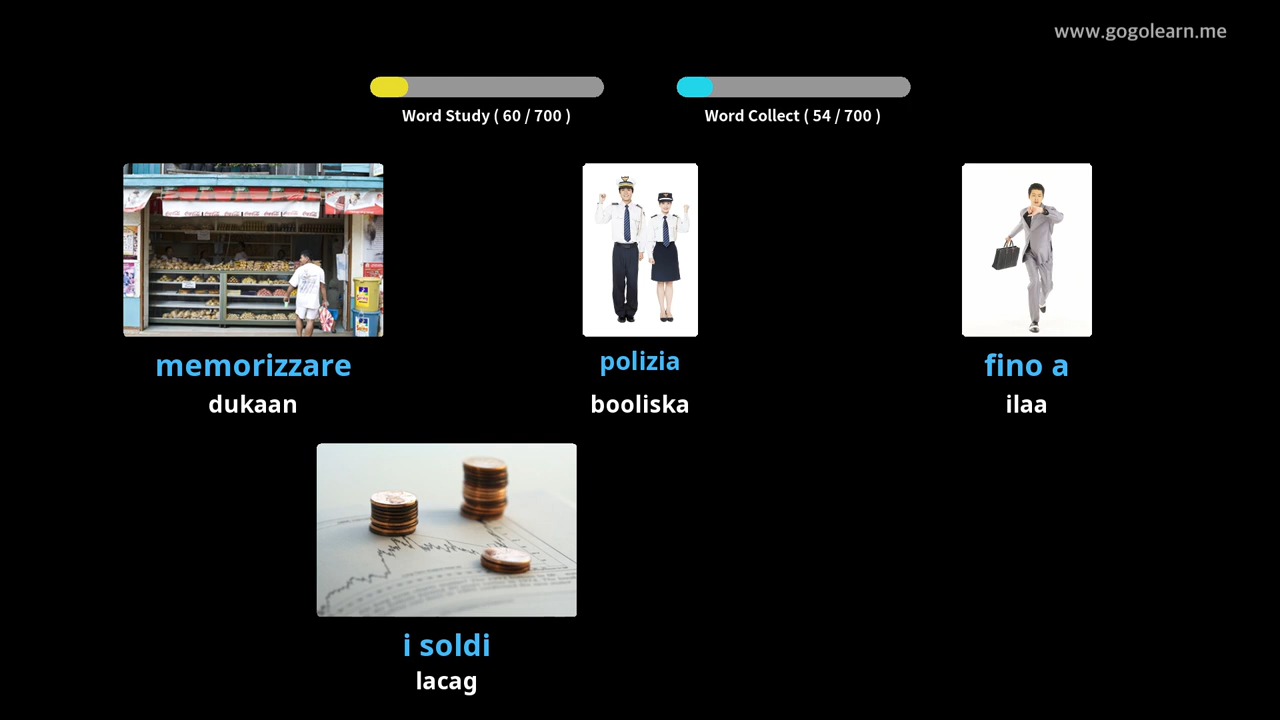 www.gogolearn.me
Word Study ( 60 / 700 )
Word Collect ( 54 / 700 )
memorizzare
dukaan
polizia
booliska
fino a
ilaa
i soldi
lacag